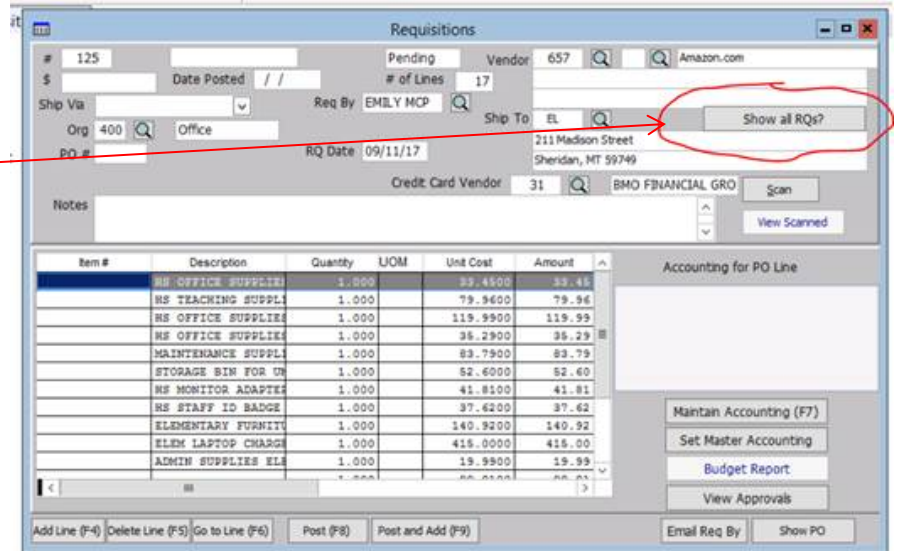 Requisitions
# 125 Pending Vendor 657 Amazon.com
$ Date Posted / / # of Lines 17
Ship Via Req By EMILY MCP
Ship To EL Show all RQs?
Org 400 Office
211 Madison Street
PO # RQ Date 09/11/17
Sheridan, MT 59749
Credit Card Vendor 31 BMO FINANCIAL GRO Scan
Notes
View Scanned
Item # Description Quantity UOM Unit Cost Amount
Accounting for PO Line
HS OFFICE SUPPLIE 1.000 33.4500 33.45
HS TEACHING SUPPLI 1.000 79.9600 79.96
HS OFFICE SUPPLIES 1.000 119.9900 119.99
HS OFFICE SUPPLIES 1.000 35.2900 35.29
MAINTENANCE SUPPLI 1.000 83.7900 83.79
STORAGE BIN FOR UN 1.000 52.6000 52.60
HS MONITOR ADAPTER 1.000 41.8100 41.81
HS STAFF ID BADGE 1.000 37.6200 37.62
ELEMENTARY FURNITU 1.000 140.9200 140.92
ELEM LAPTOP CHARGE 1.000 415.0000 415.00
ADMIN SUPPLIES ELE 1.000 19.9900 19.99
Maintain Accounting (F7)
Set Master Accounting
Budget Report
View Approvals
Add Line (F4) Delete Line (F5) Go to Line (F6) Post (F8) Post and Add (F9) Email Req By Show PO